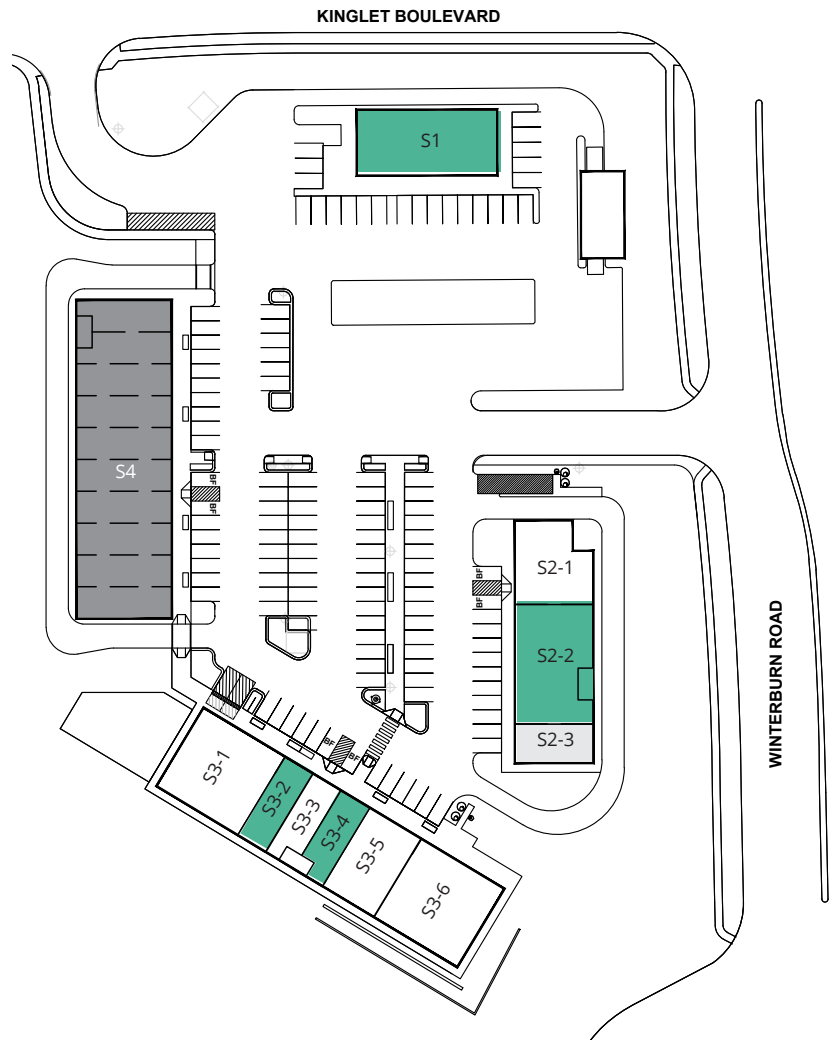 KINGLET BOULEVARD
S1
S4
BF
BF
BF
BF
S2-1
S2-2
S2-3
WINTERBURN ROAD
BF
BF
S3-1
S3-2
S3-3
S3-4
S3-5
S3-6